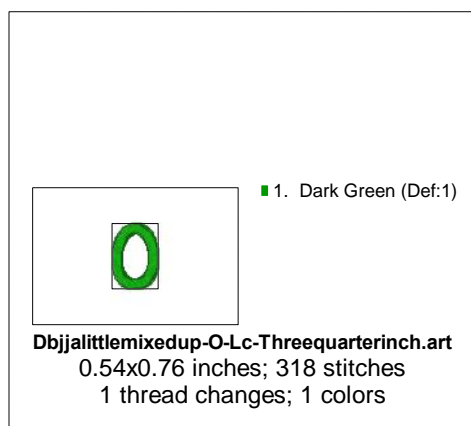 1. Dark Green (Def:1)
O
Dbjjalittlemixedup-O-Lc-Threequarterinch.art
0.54x0.76 inches; 318 stitches
1 thread changes; 1 colors